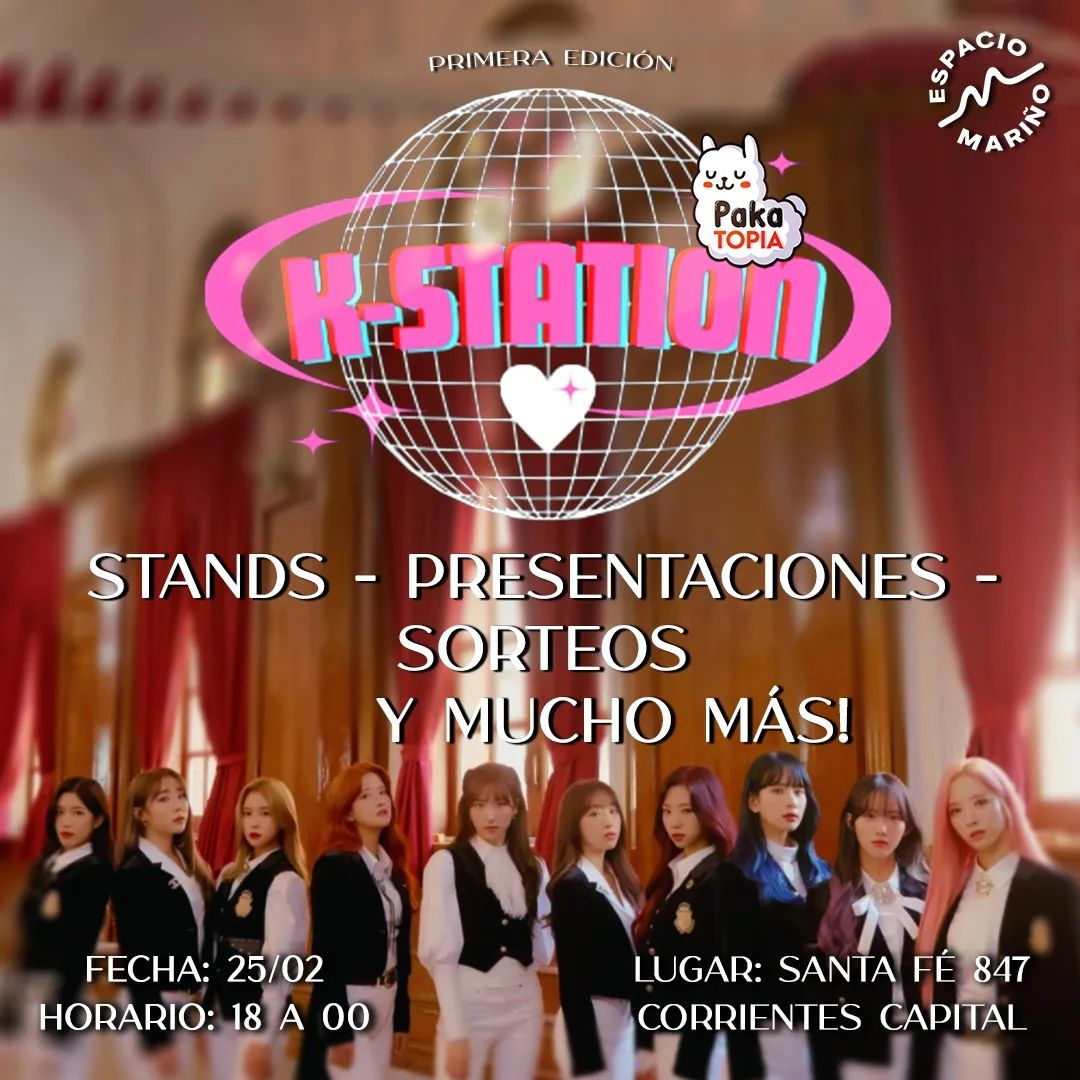 PRIMERA EDICIÓN
ESPACIO
MARIÑO
Paka
TOPIA
K-STATION
STANDS - PRESENTACIONES -
SORTEOS
Y MUCHO MÁS!
FECHA: 25/02
HORARIO: 18 A 00
LUGAR: SANTA FÉ 847
CORRIENTES CAPITAL